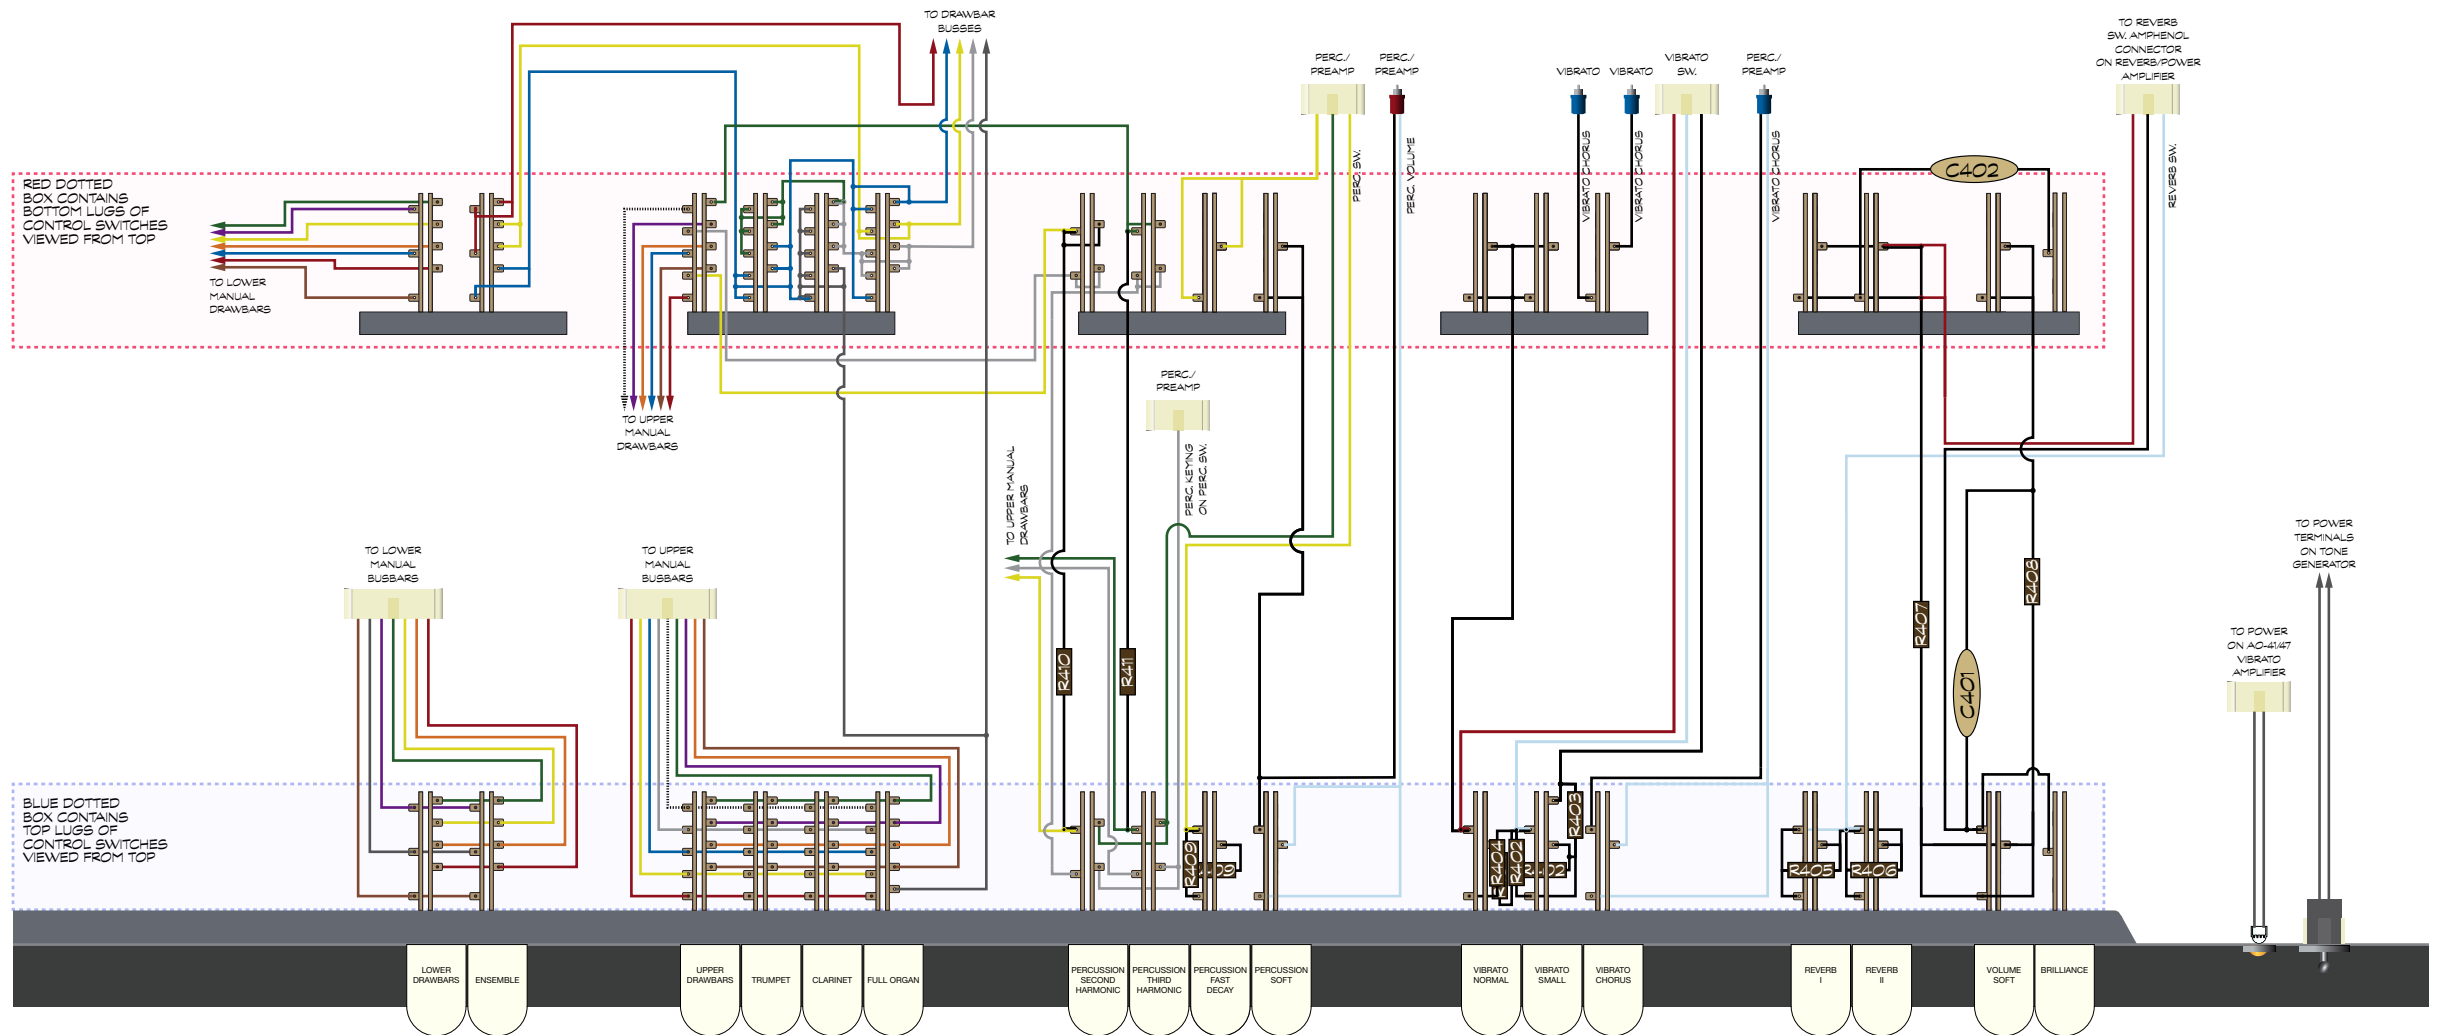 TO DRAWBAR
BUSSES
TO REVERB
SW. AMPHENOL
CONNECTOR
ON REVERB/POWER
AMPLIFIER
PERC./
PREAMP
PERC./
PREAMP
VIBRATO
VIBRATO
VIBRATO
SW.
PERC./
PREAMP
PERC. SW.
PERC. VOLUME
VIBRATO CHORUS
VIBRATO CHORUS
VIBRATO CHORUS
REVERB SW.
C402
RED DOTTED
BOX CONTAINS
BOTTOM LUGS OF
CONTROL SWITCHES
VIEWED FROM TOP
TO LOWER
MANUAL
DRAWBARS
TO UPPER
MANUAL
DRAWBARS
PERC./
PREAMP
PERC. KEYING
ON PERC. SW.
TO UPPER MANUAL
DRAWBARS
TO LOWER
MANUAL
BUSBARS
TO UPPER
MANUAL
BUSBARS
TO POWER
TERMINALS
ON TONE
GENERATOR
TO POWER
ON AO-41/47
VIBRATO
AMPLIFIER
R410
R411
R407
R408
C401
BLUE DOTTED
BOX CONTAINS
TOP LUGS OF
CONTROL SWITCHES
VIEWED FROM TOP
R409
R404
R402
R403
R405
R406
LOWER
DRAWBARS
ENSEMBLE
UPPER
DRAWBARS
TRUMPET
CLARINET
FULL ORGAN
PERCUSSION
SECOND
HARMONIC
PERCUSSION
THIRD
HARMONIC
PERCUSSION
FAST
DECAY
PERCUSSION
SOFT
VIBRATO
NORMAL
VIBRATO
SMALL
VIBRATO
CHORUS
REVERB
I
REVERB
II
VOLUME
SOFT
BRILLIANCE